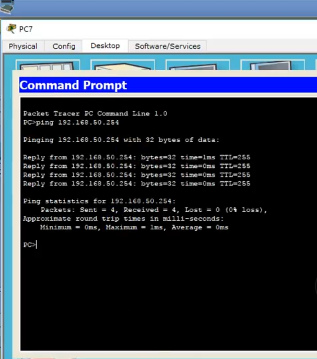 PC7
Physical Config Desktop Software/Services
Command Prompt
Packet Tracer PC Command Line 1.0
PC>ping 192.168.50.254
Pinging 192.168.50.254 with 32 bytes of data:
Reply from 192.168.50.254: bytes=32 time=1ms TTL=255
Reply from 192.168.50.254: bytes=32 time=0ms TTL=255
Reply from 192.168.50.254: bytes=32 time=0ms TTL=255
Reply from 192.168.50.254: bytes=32 time=0ms TTL=255
Ping statistics for 192.168.50.254:
Packets: Sent = 4, Received = 4, Lost = 0 (0% loss),
Approximate round trip times in milli-seconds:
Minimum = 0ms, Maximum = 1ms, Average = 0ms
PC>